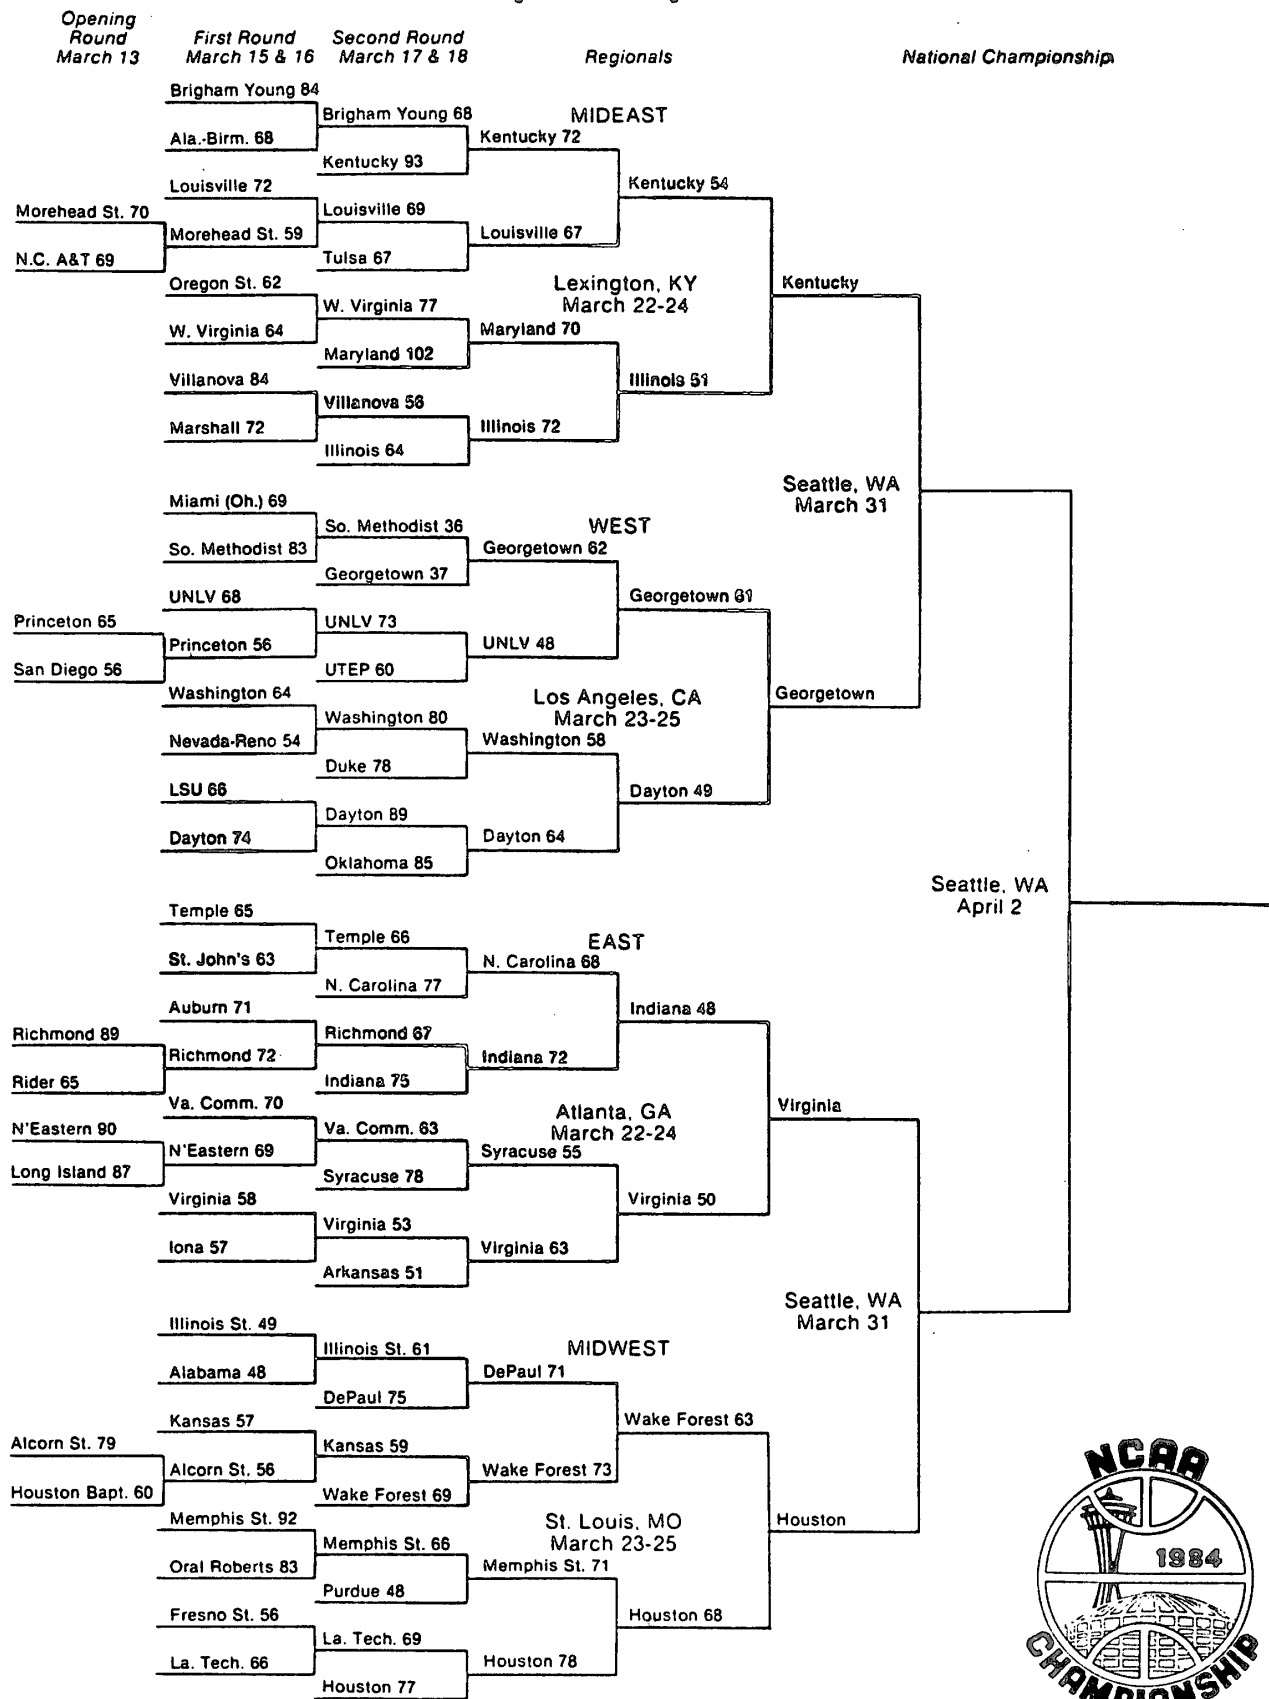 Opening
Round
March 13
First Round
March 15 & 16
Second Round
March 17 & 18
Regionals
National Championship
Brigham Young 84
Brigham Young 68
MIDEAST
Ala.-Birm. 68
Kentucky 72
Kentucky 93
Louisville 72
Kentucky 54
Morehead St. 70
Louisville 69
Morehead St. 59
Louisville 67
N.C. A&T 69
Tulsa 67
Oregon St. 62
Lexington, KY
March 22-24
Kentucky
W. Virginia 77
W. Virginia 64
Maryland 70
Maryland 102
Villanova 84
Illinois 51
Villanova 56
Marshall 72
Illinois 72
Illinois 64
Seattle, WA
March 31
Miami (Oh.) 69
So. Methodist 36
WEST
So. Methodist 83
Georgetown 62
Georgetown 37
UNLV 68
Georgetown 61
Princeton 65
UNLV 73
Princeton 56
UNLV 48
San Diego 56
UTEP 60
Washington 64
Los Angeles, CA
March 23-25
Georgetown
Washington 80
Nevada-Reno 54
Washington 58
Duke 78
LSU 66
Dayton 49
Dayton 89
Dayton 74
Dayton 64
Oklahoma 85
Seattle, WA
April 2
Temple 65
Temple 66
EAST
St. John's 63
N. Carolina 68
N. Carolina 77
Auburn 71
Indiana 48
Richmond 89
Richmond 67
Richmond 72
Indiana 72
Rider 65
Indiana 75
Va. Comm. 70
Atlanta, GA
March 22-24
Virginia
N'Eastern 90
Va. Comm. 63
N'Eastern 69
Syracuse 55
Long Island 87
Syracuse 78
Virginia 58
Virginia 50
Virginia 53
Iona 57
Virginia 63
Arkansas 51
Seattle, WA
March 31
Illinois St. 49
Illinois St. 61
MIDWEST
Alabama 48
DePaul 71
DePaul 75
Kansas 57
Wake Forest 63
Alcorn St. 79
Kansas 59
Alcorn St. 56
Wake Forest 73
Houston Bapt. 60
Wake Forest 69
Memphis St. 92
St. Louis, MO
March 23-25
Houston
Memphis St. 66
Oral Roberts 83
Memphis St. 71
Purdue 48
Fresno St. 56
Houston 68
La. Tech. 69
La. Tech. 66
Houston 78
Houston 77
NCAA
1984
CHAMPIONSHIP